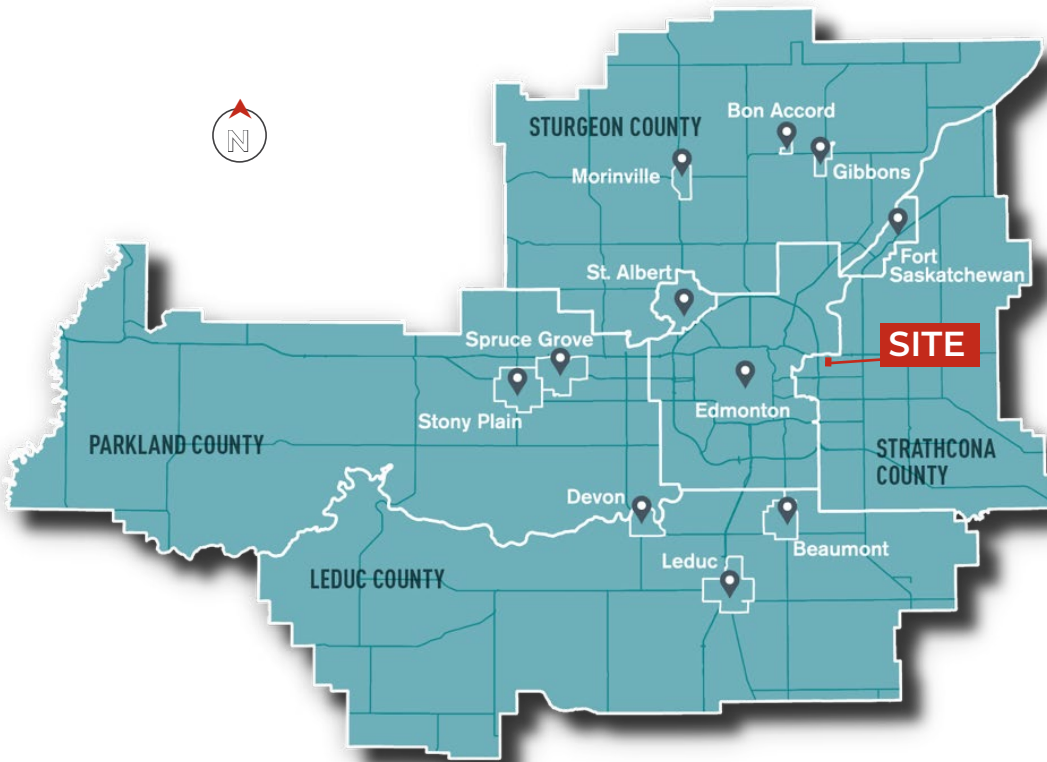 N
STURGEON COUNTY
Bon Accord
Gibbons
Morinville
Fort
Saskatchewan
St. Albert
SITE
Spruce Grove
Stony Plain
Edmonton
PARKLAND COUNTY
STRATHCONA
COUNTY
Devon
Beaumont
Leduc
LEDUC COUNTY